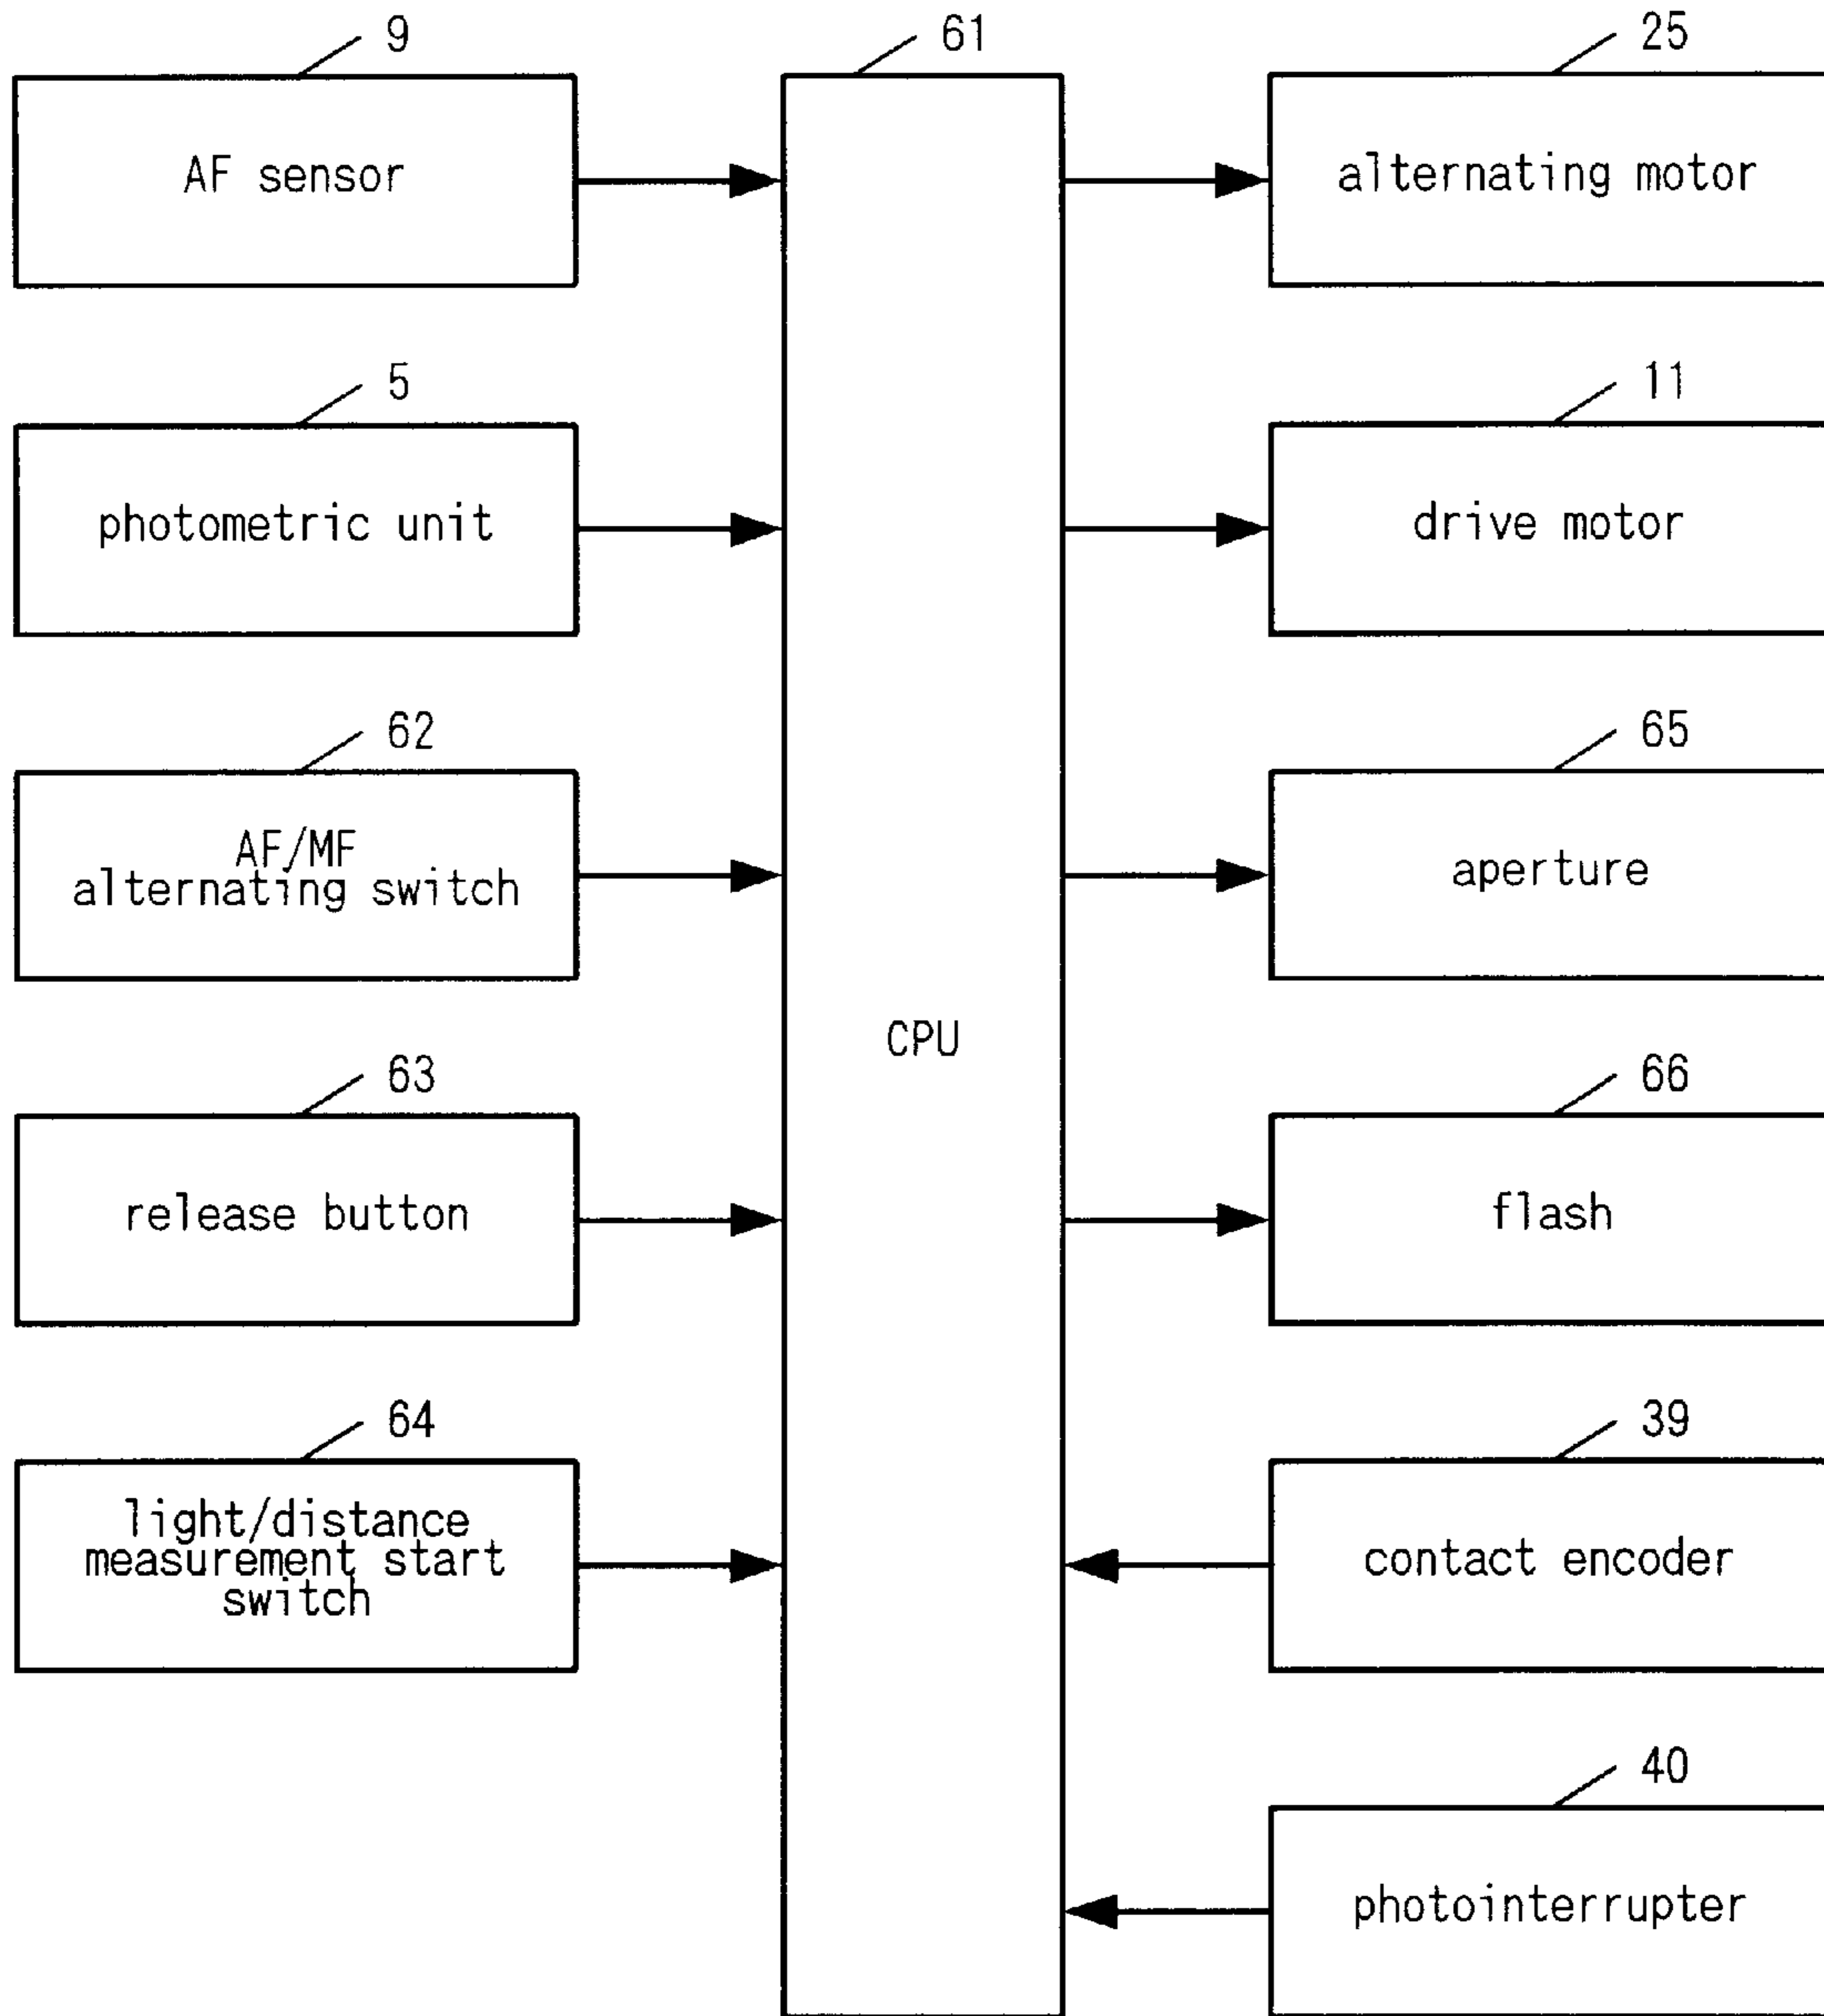 9
AF sensor
5
photometric unit
62
AF/MF
alternating switch
63
release button
64
light/distance
measurement start
switch
61
CPU
25
alternating motor
11
drive motor
65
aperture
66
flash
39
contact encoder
40
photointerrupter